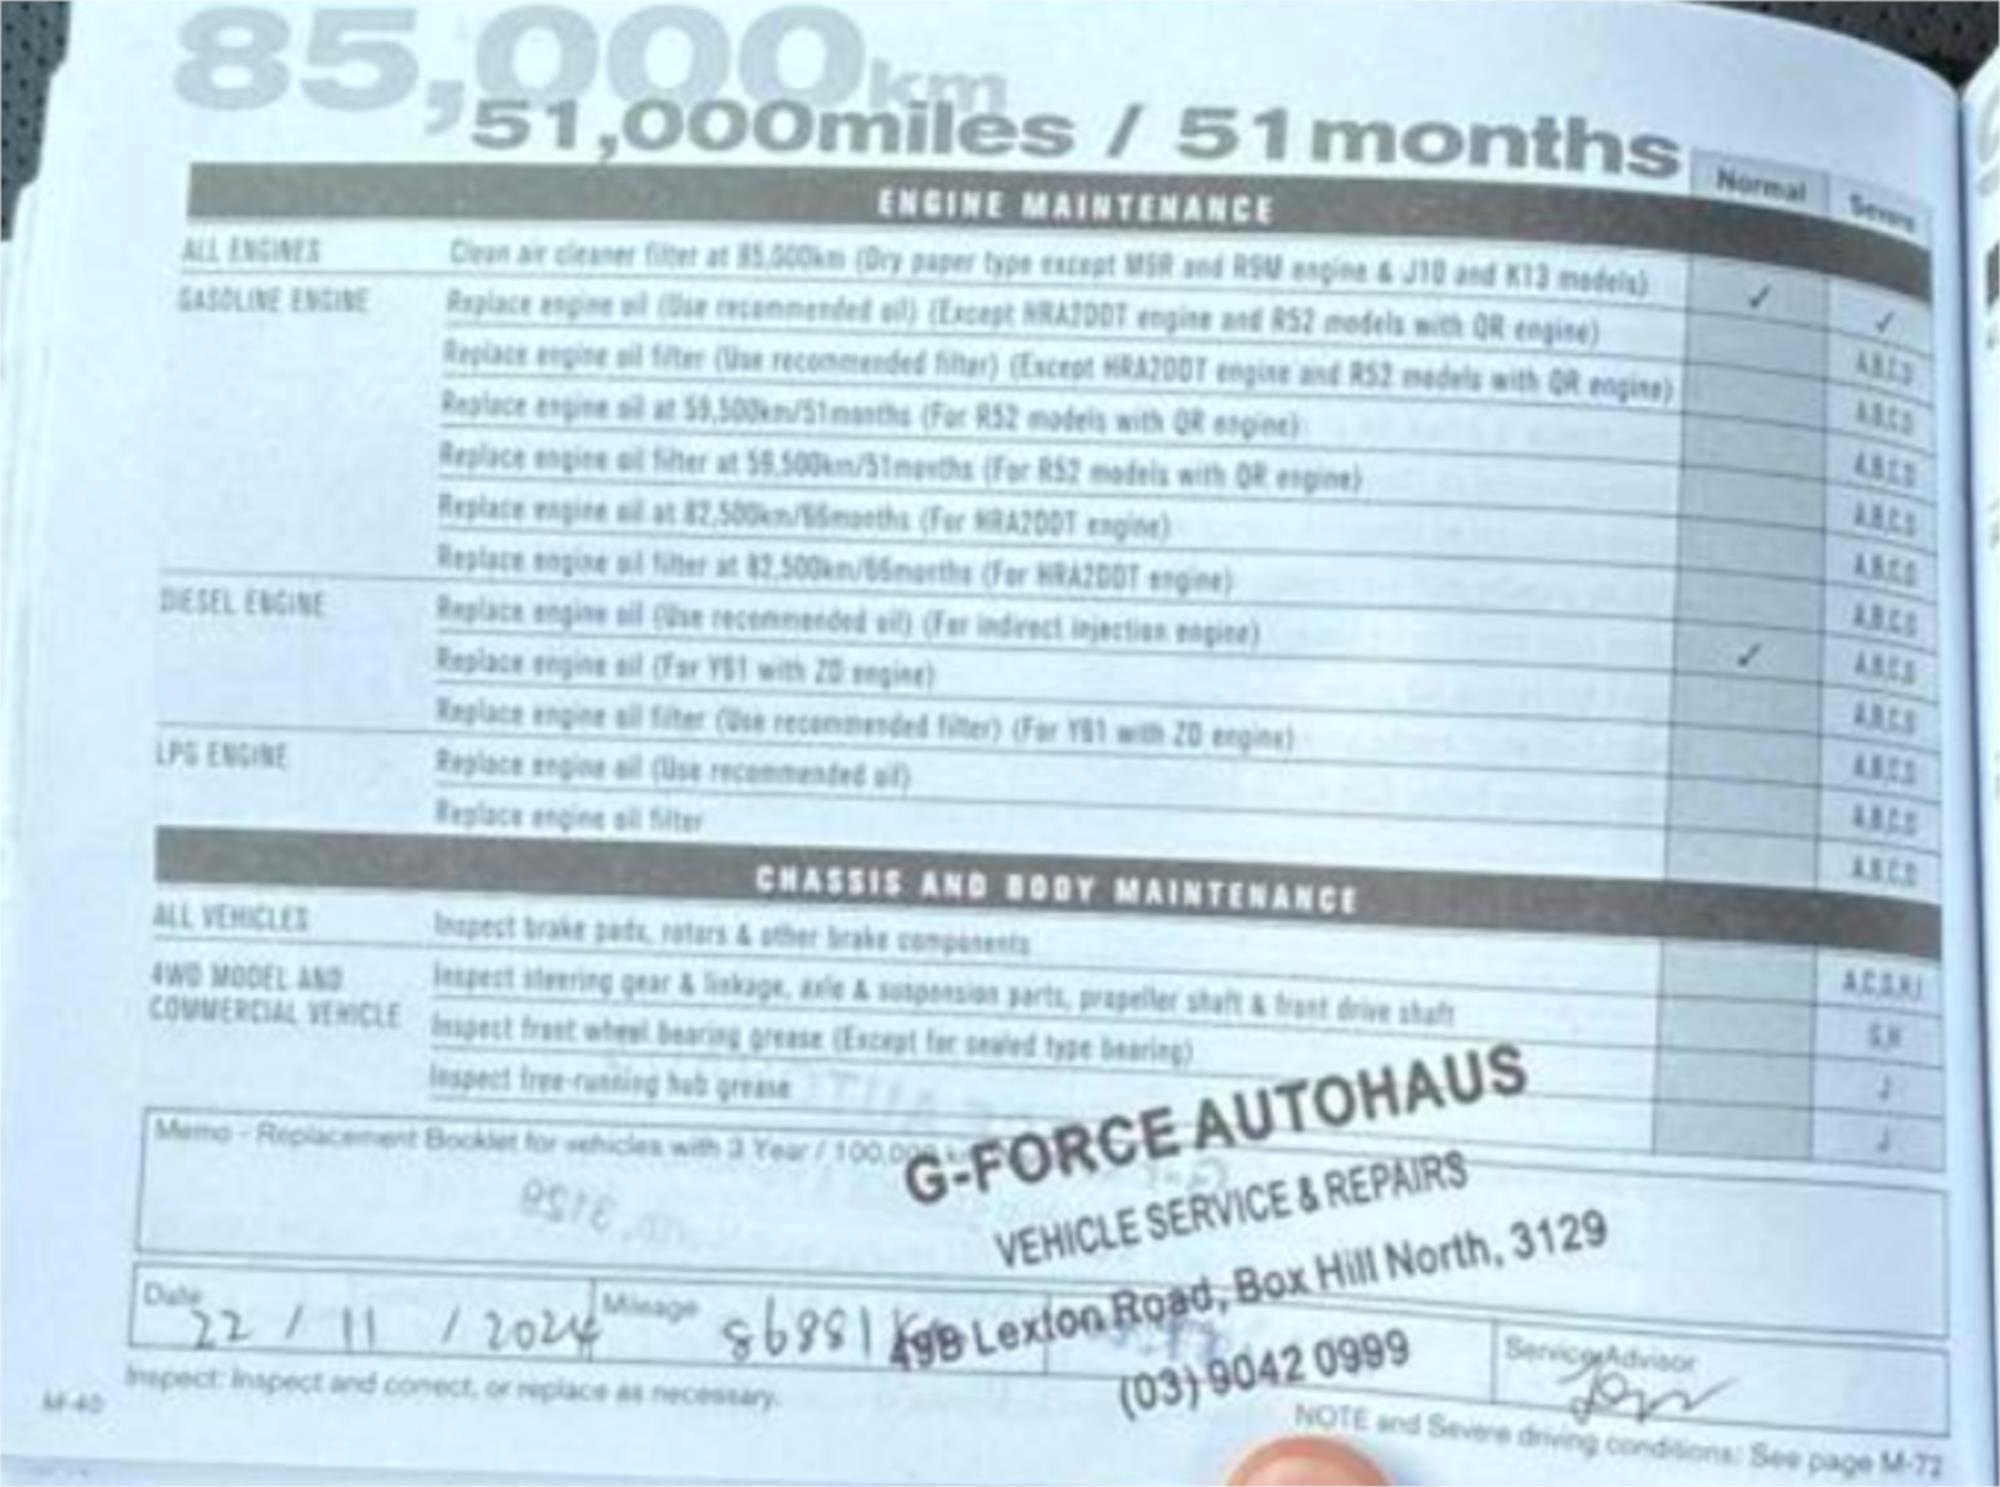 85,000km
51,000miles / 51months
Normal Severe
ENGINE MAINTENANCE
ALL ENGINES Clean air cleaner filter at 85,000km (Dry paper type except M9R and R9M engine & J10 and K13 models) ✓ ✓
GASOLINE ENGINE Replace engine oil (Use recommended oil) (Except HRA2DDT engine and R52 models with QR engine) A,B,C,D
Replace engine oil filter (Use recommended filter) (Except HRA2DDT engine and R52 models with QR engine) A,B,C,D
Replace engine oil at 59,500km/51months (For R52 models with QR engine) A,B,C,D
Replace engine oil filter at 59,500km/51months (For R52 models with QR engine) A,B,C,D
Replace engine oil at 82,500km/66months (For HRA2DDT engine) A,B,C,D
Replace engine oil filter at 82,500km/66months (For HRA2DDT engine) A,B,C,D
DIESEL ENGINE Replace engine oil (Use recommended oil) (For indirect injection engine) ✓ A,B,C,D
Replace engine oil (For Y61 with ZD engine) A,B,C,D
Replace engine oil filter (Use recommended filter) (For Y61 with ZD engine) A,B,C,D
LPG ENGINE Replace engine oil (Use recommended oil) A,B,C,D
Replace engine oil filter A,B,C,D
CHASSIS AND BODY MAINTENANCE
ALL VEHICLES Inspect brake pads, rotors & other brake components
4WD MODEL AND COMMERCIAL VEHICLE Inspect steering gear & linkage, axle & suspension parts, propeller shaft & front drive shaft G,H
Inspect front wheel bearing grease (Except for sealed type bearing) J
Inspect free-running hub grease J
Memo - Replacement Booklet for vehicles with 3 Year / 100,000
G-FORCE AUTOHAUS
VEHICLE SERVICE & REPAIRS
49B Lexton Road, Box Hill North, 3129
(03) 9042 0999
Date 22 / 11 / 2024 Mileage 86881 Service Advisor
Inspect: Inspect and correct, or replace as necessary.
NOTE and Severe driving conditions: See page M-72
M-40